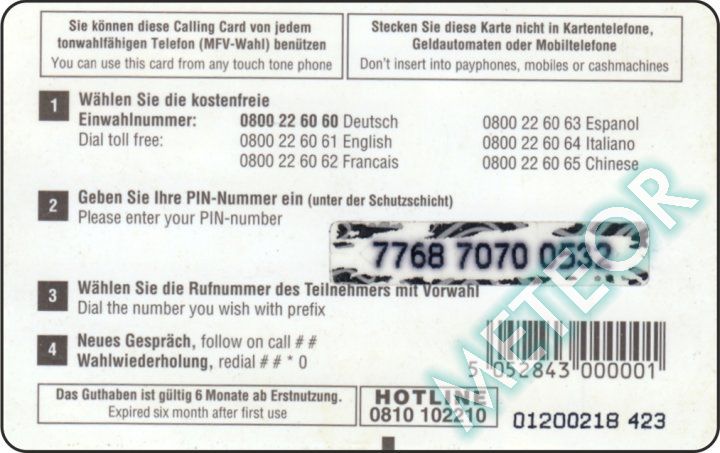 Sie können diese Calling Card von jedem
tonwahlfähigen Telefon (MFV-Wahl) benützen
You can use this card from any touch tone phone
Stecken Sie diese Karte nicht in Kartentelefone,
Geldautomaten oder Mobiltelefone
Don't insert into payphones, mobiles or cashmachines
1 Wählen Sie die kostenfreie
Einwahlnummer: 0800 22 60 60 Deutsch 0800 22 60 63 Espanol
Dial toll free: 0800 22 60 61 English 0800 22 60 64 Italiano
0800 22 60 62 Francais 0800 22 60 65 Chinese
2 Geben Sie Ihre PIN-Nummer ein (unter der Schutzschicht)
Please enter your PIN-number
7768 7070 0532
3 Wählen Sie die Rufnummer des Teilnehmers mit Vorwahl
Dial the number you wish with prefix
4 Neues Gespräch, follow on call # #
Wahlwiederholung, redial # # * 0
5 052843 000001
Das Guthaben ist gültig 6 Monate ab Erstnutzung.
Expired six month after first use
HOTLINE
0810 102210
01200218 423
METEOR